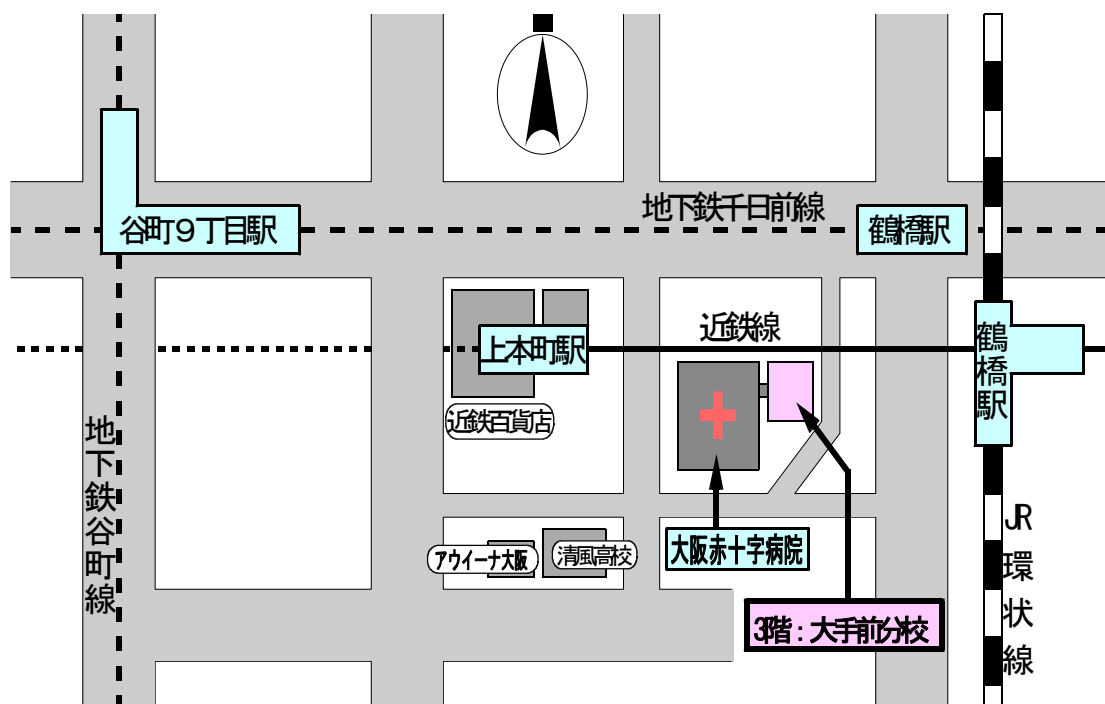 地下鉄千日前線
谷町9丁目駅
鶴橋駅
近鉄線
上本町駅
鶴橋駅
近鉄百貨店
地下鉄谷町線
JR環状線
大阪赤十字病院
アウイーナ大阪
清風高校
3階:大手前分校